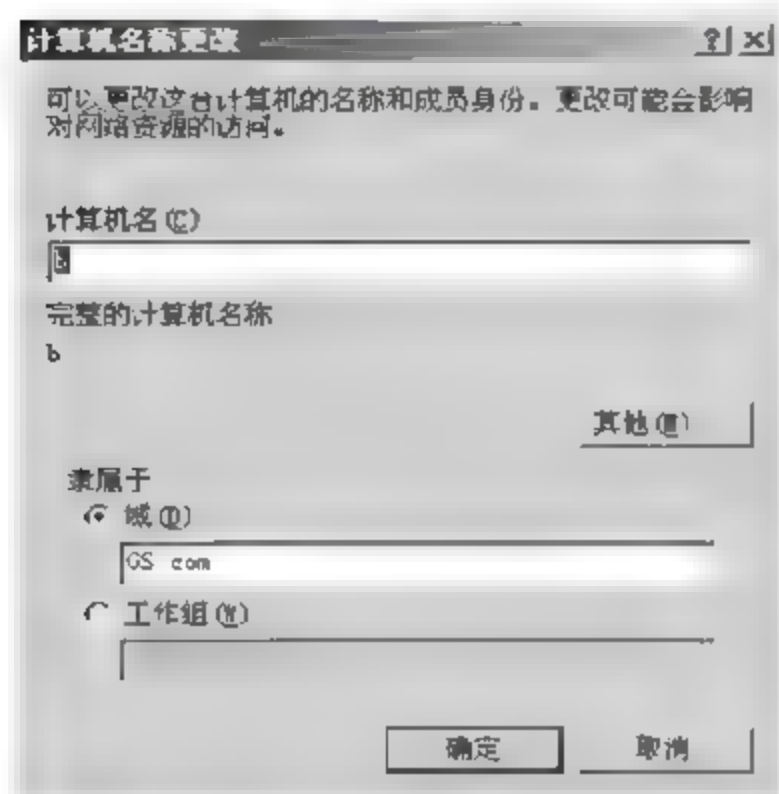 计算机名称更改
可以更改这台计算机的名称和成员身份。更改可能会影响
对网络资源的访问。
计算机名(C)
b
完整的计算机名称
b
其他(M)
隶属于
域(D)
GS com
工作组(W)
确定
取消